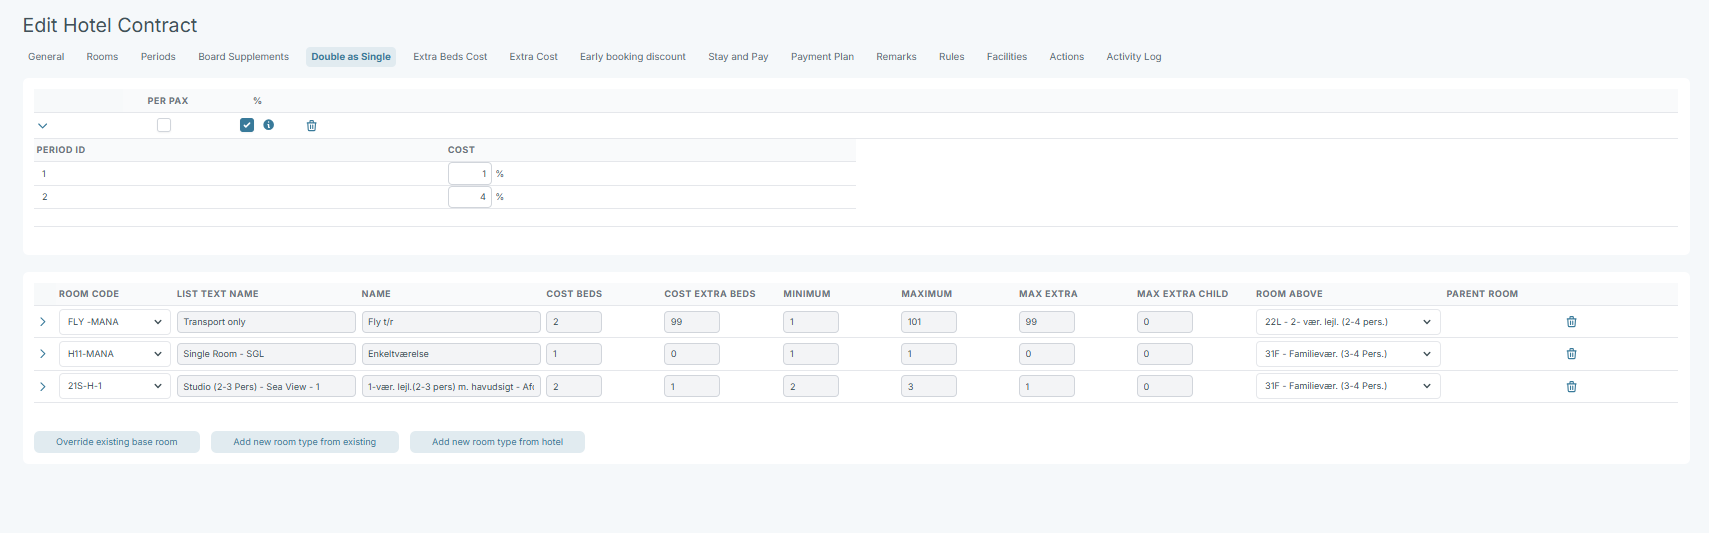 Edit Hotel Contract
General Rooms Periods Board Supplements Double as Single Extra Beds Cost Extra Cost Early booking discount Stay and Pay Payment Plan Remarks Rules Facilities Actions Activity Log
PER PAX %
PERIOD ID COST
1 1 %
2 4 %
ROOM CODE LIST TEXT NAME NAME COST BEDS COST EXTRA BEDS MINIMUM MAXIMUM MAX EXTRA MAX EXTRA CHILD ROOM ABOVE PARENT ROOM
FLY -MANA Transport only Fly t/r 2 99 1 101 99 0 22L - 2- vær. lejl. (2-4 pers.)
H11-MANA Single Room - SGL Enkeltværelse 1 0 1 1 0 0 31F - Familievær. (3-4 Pers.)
21S-H-1 Studio (2-3 Pers) - Sea View - 1 1-vær. lejl.(2-3 pers) m. havudsigt - Afr 2 1 2 3 1 0 31F - Familievær. (3-4 Pers.)
Override existing base room Add new room type from existing Add new room type from hotel